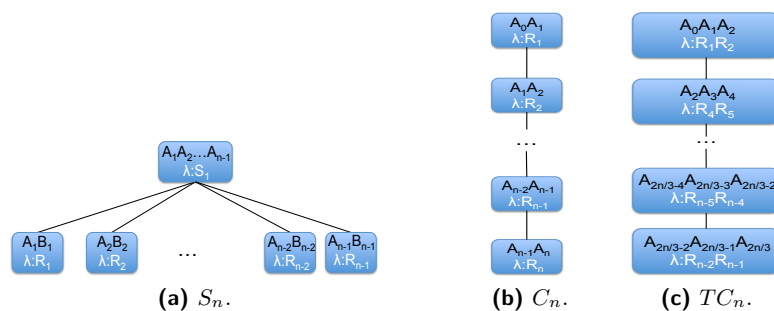 A₁A₂…Aₙ₋₁
λ:S₁
A₁B₁
λ:R₁
A₂B₂
λ:R₂
...
Aₙ₋₂Bₙ₋₂
λ:Rₙ₋₂
Aₙ₋₁Bₙ₋₁
λ:Rₙ₋₁
(a) Sₙ.
A₀A₁
λ:R₁
A₁A₂
λ:R₂
...
Aₙ₋₂Aₙ₋₁
λ:Rₙ₋₁
Aₙ₋₁Aₙ
λ:Rₙ
(b) Cₙ.
A₀A₁A₂
λ:R₁R₂
A₂A₃A₄
λ:R₄R₅
...
A₂ₙ/₃₋₄A₂ₙ/₃₋₃A₂ₙ/₃₋₂
λ:Rₙ₋₅Rₙ₋₄
A₂ₙ/₃₋₂A₂ₙ/₃₋₁A₂ₙ/₃
λ:Rₙ₋₂Rₙ₋₁
(c) TCₙ.